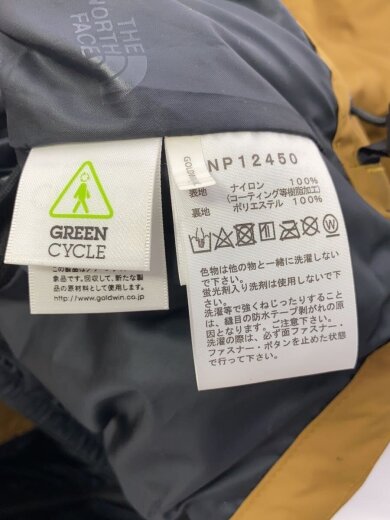 THE
NORTH
FACE
GREEN
CYCLE
象品です。回収して、新たな製
品の原材料として使用します。
http://www.goldwin.co.jp
GOLDWIN
NP12450
表地 ナイロン 100%
(コーティング等樹脂加工)
裏地 ポリエステル 100%
色物は他の物と一緒に洗濯しない
で下さい。
蛍光剤入り洗剤は使用しないで下
さい。
洗濯等で強くねじったりすること
は、縫目の防水テープ剥がれの原
因となります。ご注意下さい。
洗濯の際は、必ず面ファスナー・
ファスナー・ボタンを止めた状態
で行って下さい。